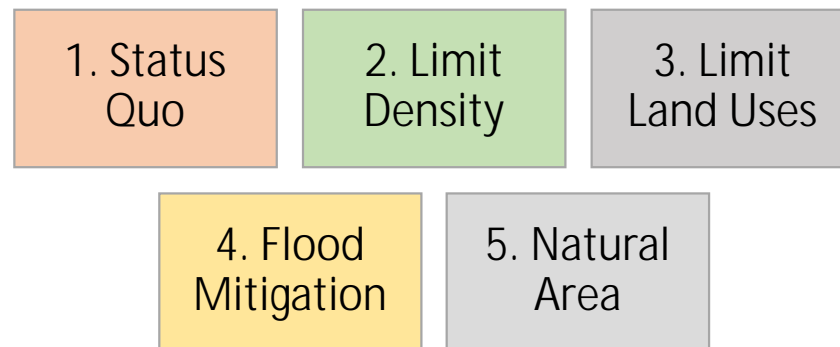 1. Status
Quo
2. Limit
Density
3. Limit
Land Uses
4. Flood
Mitigation
5. Natural
Area